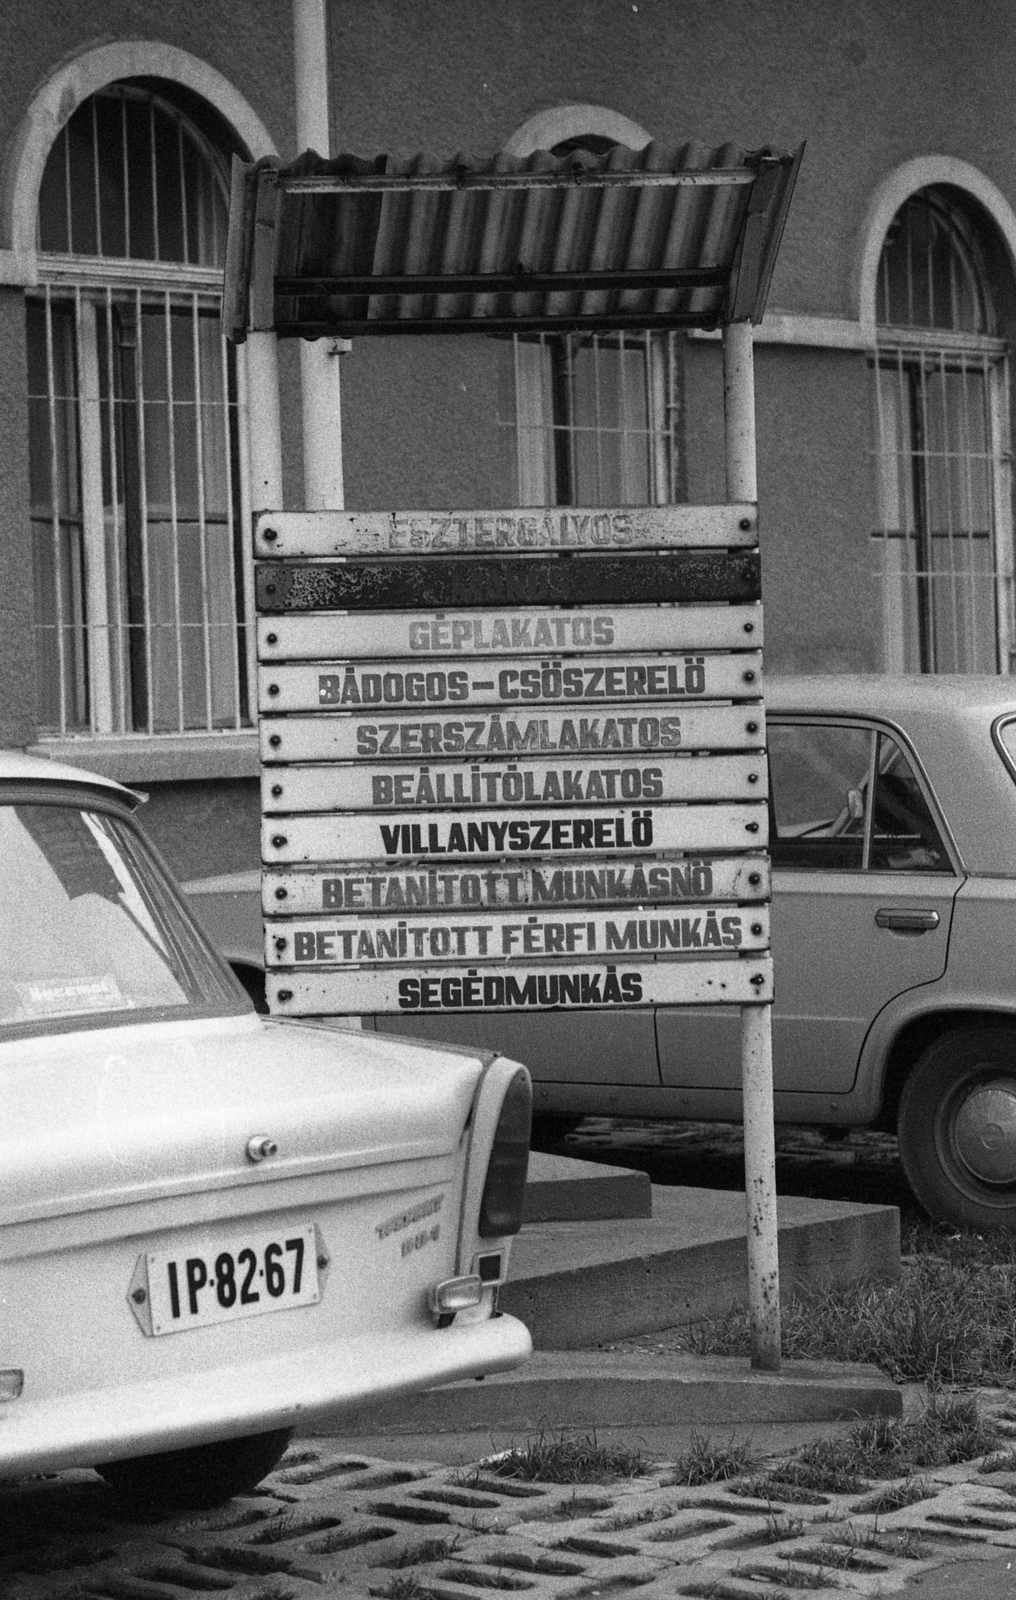 ESZTERGÁLYOS
GÉPLAKATOS
BÁDOGOS-CSŐSZERELŐ
SZERSZÁMLAKATOS
BEÁLLÍTÓLAKATOS
VILLANYSZERELŐ
BETANÍTOTT MUNKÁSNŐ
BETANÍTOTT FÉRFI MUNKÁS
SEGÉDMUNKÁS
IP·82·67